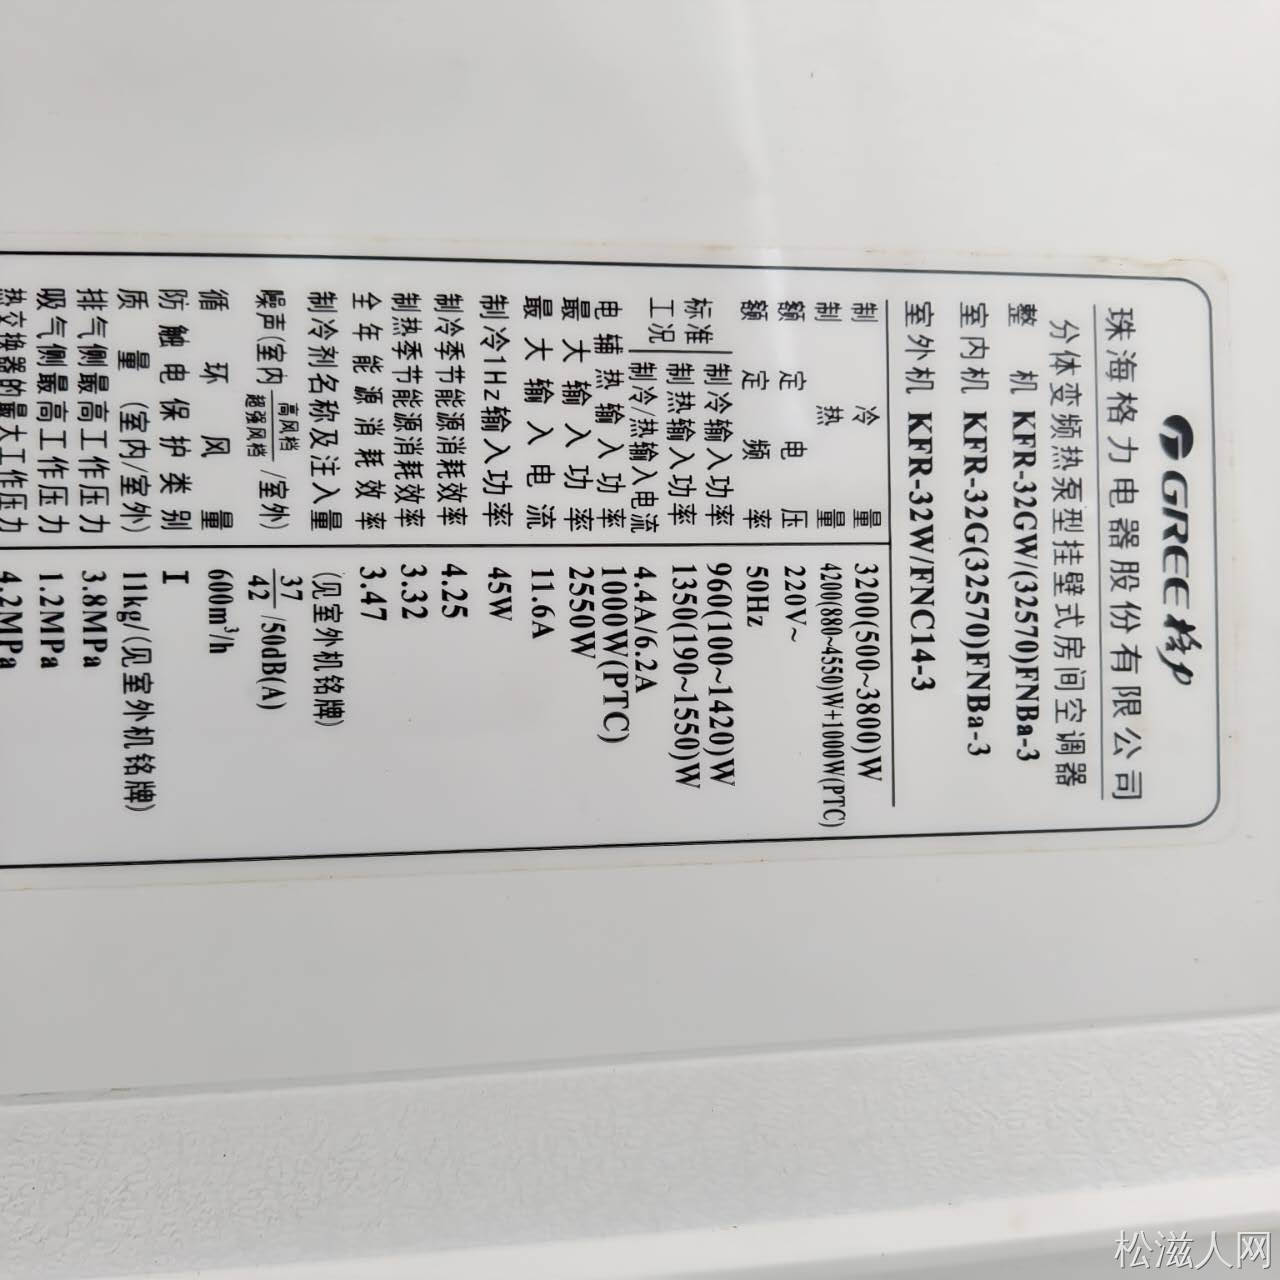 GREE 格力
珠海格力电器股份有限公司
分体变频热泵型挂壁式房间空调器
整机 KFR-32GW/(32570)FNBa-3
室内机 KFR-32G(32570)FNBa-3
室外机 KFR-32W/FNC14-3
制冷量 3200(500~3800)W
制热量 4200(880~4550)W+1000W(PTC)
额定电压 220V~
额定频率 50Hz
标准工况 制冷输入功率 960(100~1420)W
制热输入功率 1350(190~1550)W
制冷/热输入电流 4.4A/6.2A
电辅热输入功率 1000W(PTC)
最大输入功率 2550W
最大输入电流 11.6A
制冷1Hz输入功率 45W
制冷季节能源消耗效率 4.25
制热季节能源消耗效率 3.32
全年能源消耗效率 3.47
制冷剂名称及注入量 (见室外机铭牌)
噪声(室内 高风档/超强风档 /室外) 37/42 /50dB(A)
循环风量 600m³/h
防触电保护类别 I
质量(室内/室外) 11kg/(见室外机铭牌)
排气侧最高工作压力 3.8MPa
吸气侧最高工作压力 1.2MPa
热交换器的最大工作压力 4.2MPa
松滋人网